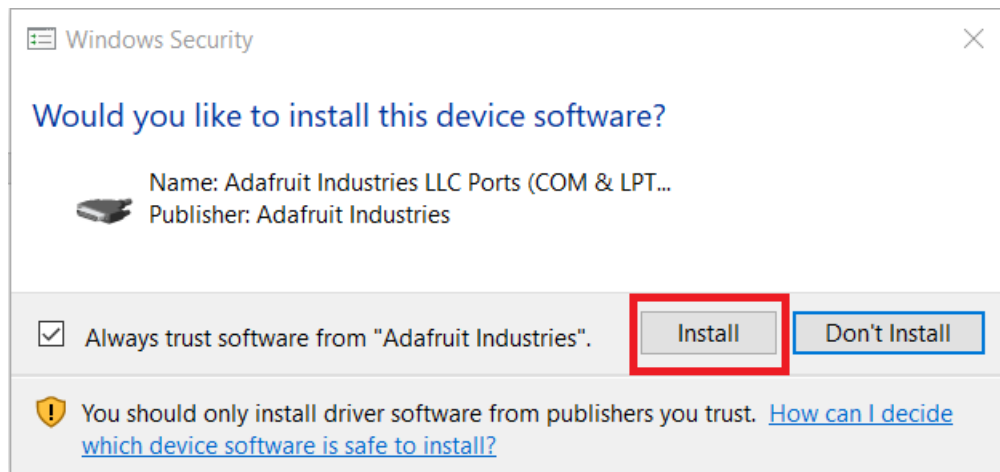 Windows Security
Would you like to install this device software?
Name: Adafruit Industries LLC Ports (COM & LPT...
Publisher: Adafruit Industries
Always trust software from "Adafruit Industries".
Install
Don't Install
You should only install driver software from publishers you trust. How can I decide
which device software is safe to install?